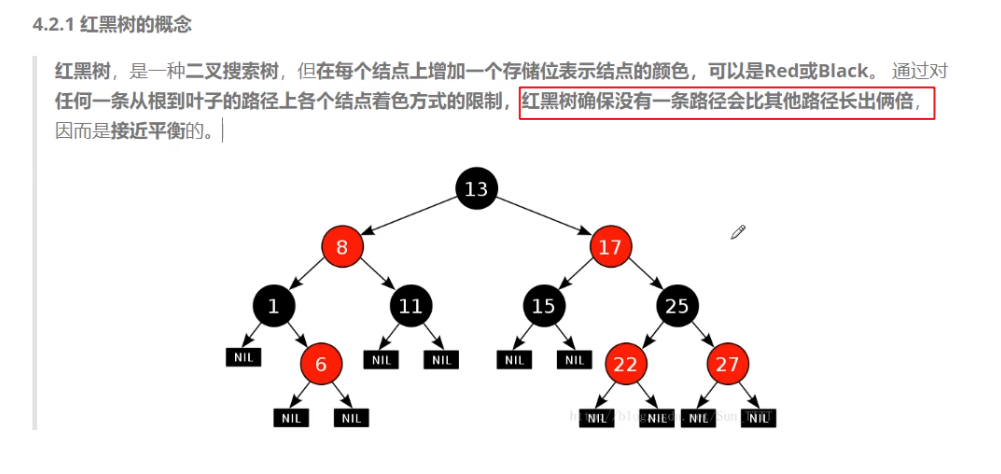 4.2.1 红黑树的概念
红黑树，是一种二叉搜索树，但在每个结点上增加一个存储位表示结点的颜色，可以是Red或Black。 通过对
任何一条从根到叶子的路径上各个结点着色方式的限制，红黑树确保没有一条路径会比其他路径长出俩倍，
因而是接近平衡的。
13
8 17
1 11 15 25
NIL 6 NIL NIL NIL NIL 22 27
NIL NIL NIL NIL NIL NIL